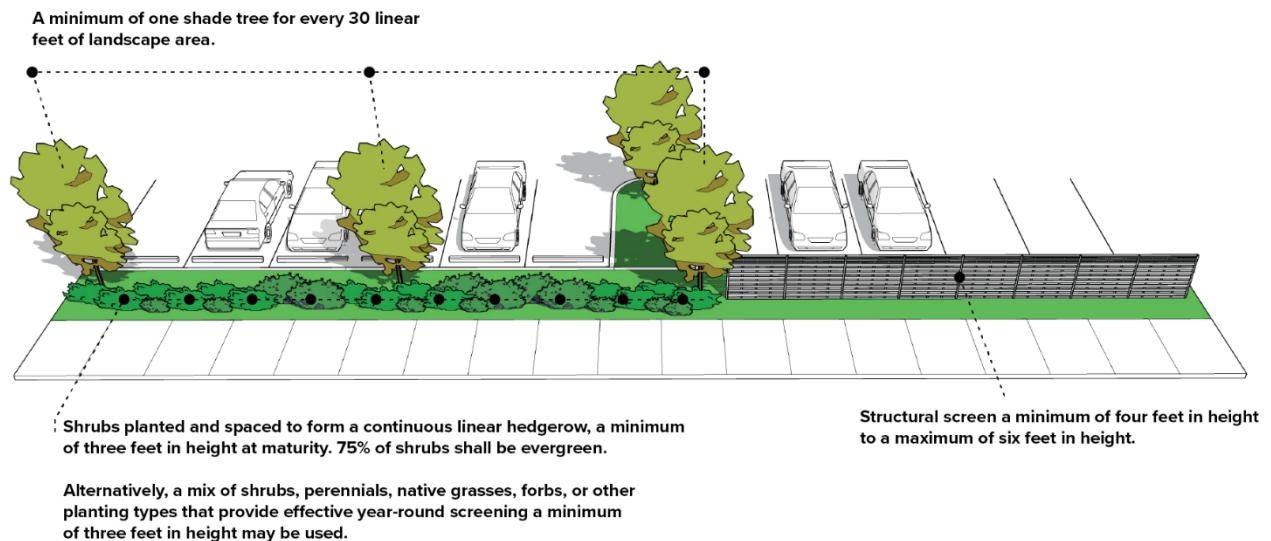 A minimum of one shade tree for every 30 linear
feet of landscape area.
Shrubs planted and spaced to form a continuous linear hedgerow, a minimum
of three feet in height at maturity. 75% of shrubs shall be evergreen.
Alternatively, a mix of shrubs, perennials, native grasses, forbs, or other
planting types that provide effective year-round screening a minimum
of three feet in height may be used.
Structural screen a minimum of four feet in height
to a maximum of six feet in height.